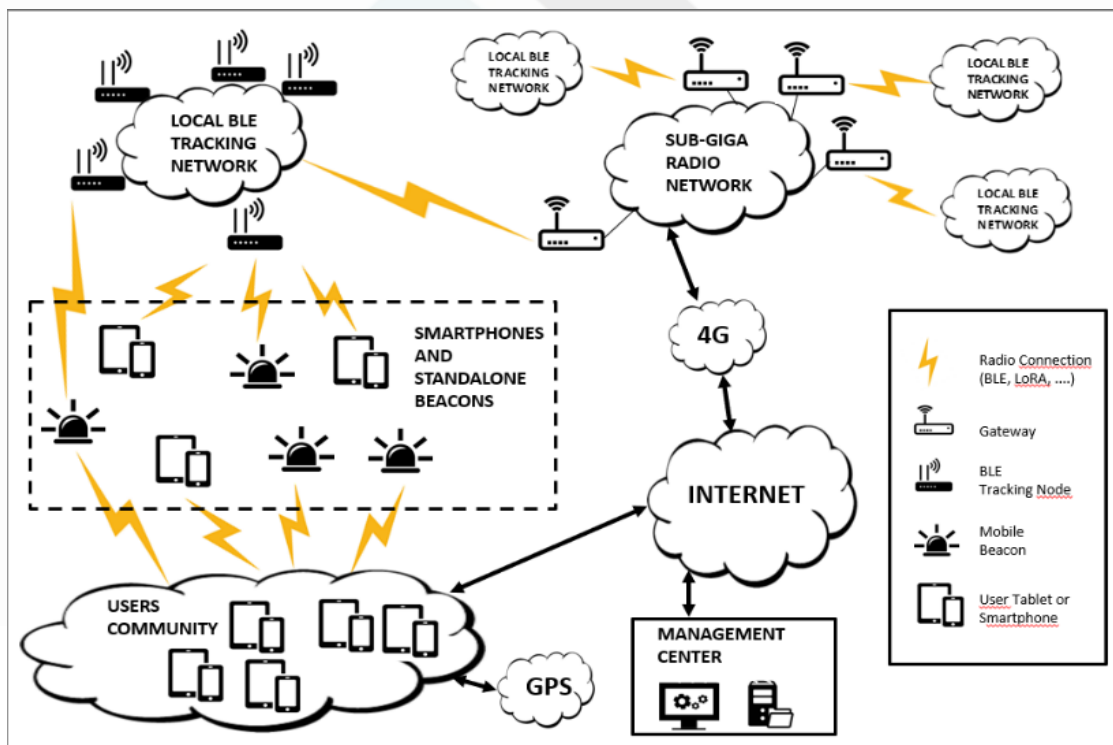 LOCAL BLE
TRACKING
NETWORK
LOCAL BLE
TRACKING
NETWORK
SUB-GIGA
RADIO
NETWORK
LOCAL BLE
TRACKING
NETWORK
LOCAL BLE
TRACKING
NETWORK
SMARTPHONES
AND
STANDALONE
BEACONS
4G
INTERNET
USERS
COMMUNITY
GPS
MANAGEMENT
CENTER
Radio Connection
(BLE, LoRA, ....)
Gateway
BLE
Tracking Node
Mobile
Beacon
User Tablet or
Smartphone